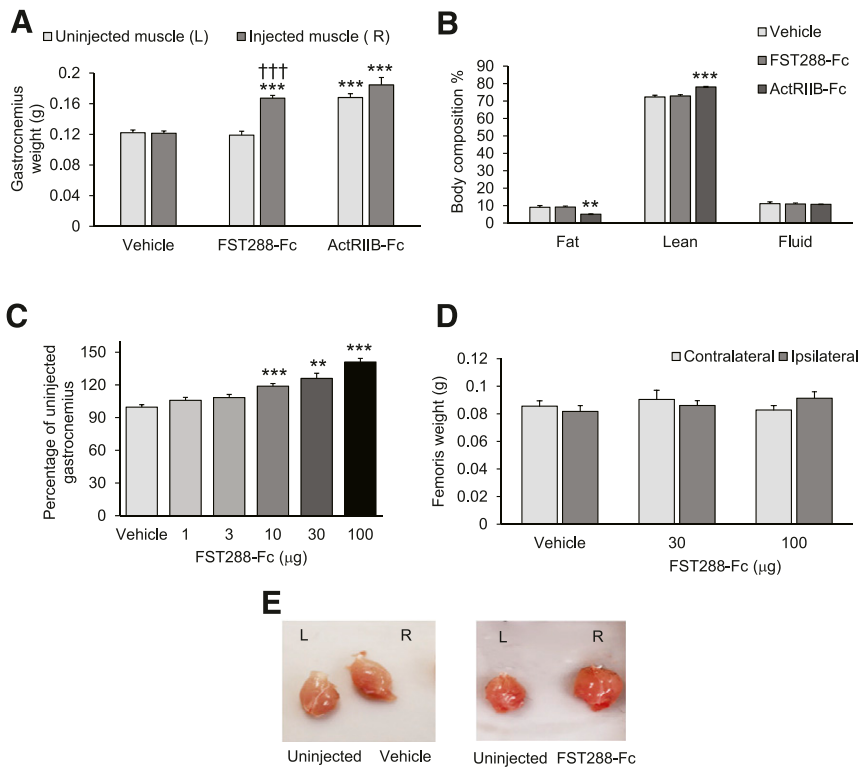 A
Uninjected muscle (L)
Injected muscle ( R)
Gastrocnemius
weight (g)
0.2
0.16
0.12
0.08
0.04
0
†††
***
***
***
Vehicle
FST288-Fc
ActRIIB-Fc
B
Vehicle
FST288-Fc
ActRIIB-Fc
Body composition %
90
80
70
60
50
40
30
20
10
0
**
***
Fat
Lean
Fluid
C
Percentage of uninjected
gastrocnemius
150
120
90
60
30
0
***
**
***
Vehicle
1
3
10
30
100
FST288-Fc (μg)
D
Contralateral
Ipsilateral
Femoris weight (g)
0.12
0.1
0.08
0.06
0.04
0.02
0
Vehicle
30
100
FST288-Fc (μg)
E
L
R
Uninjected
Vehicle
L
R
Uninjected
FST288-Fc